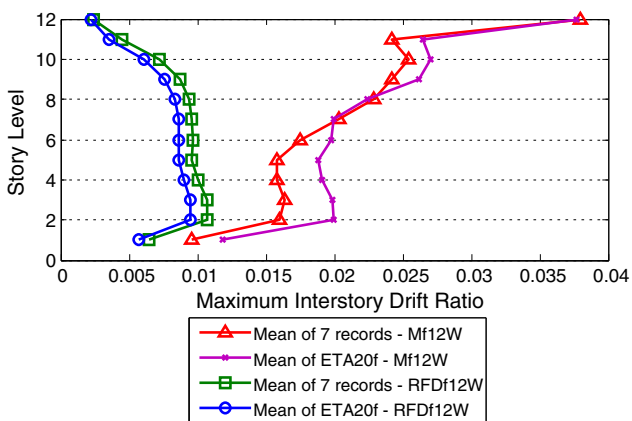 12
10
8
6
4
2
0
Story Level
0 0.005 0.01 0.015 0.02 0.025 0.03 0.035 0.04
Maximum Interstory Drift Ratio
Mean of 7 records - Mf12W
Mean of ETA20f - Mf12W
Mean of 7 records - RFDf12W
Mean of ETA20f - RFDf12W